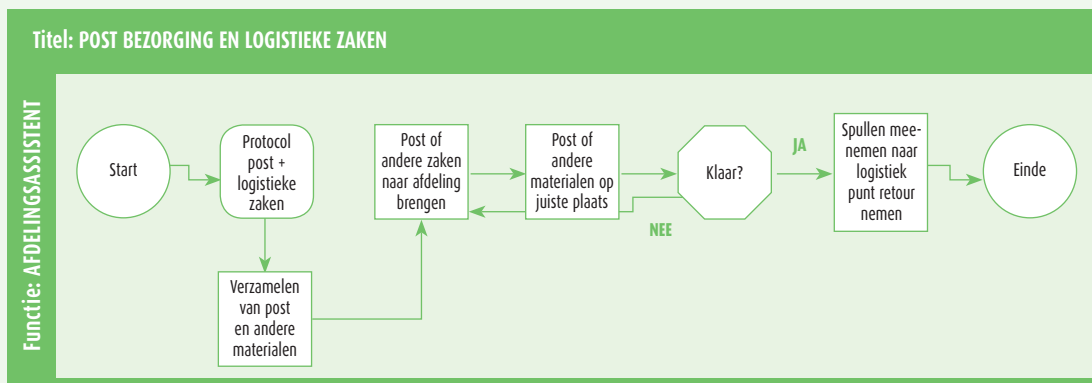 Titel: POST BEZORGING EN LOGISTIEKE ZAKEN
Functie: AFDELINGSASSISTENT
Start
Protocol
post +
logistieke
zaken
Verzamelen
van post
en andere
materialen
Post of
andere zaken
naar afdeling
brengen
Post of
andere
materialen op
juiste plaats
Klaar?
JA
NEE
Spullen mee-
nemen naar
logistiek
punt retour
nemen
Einde